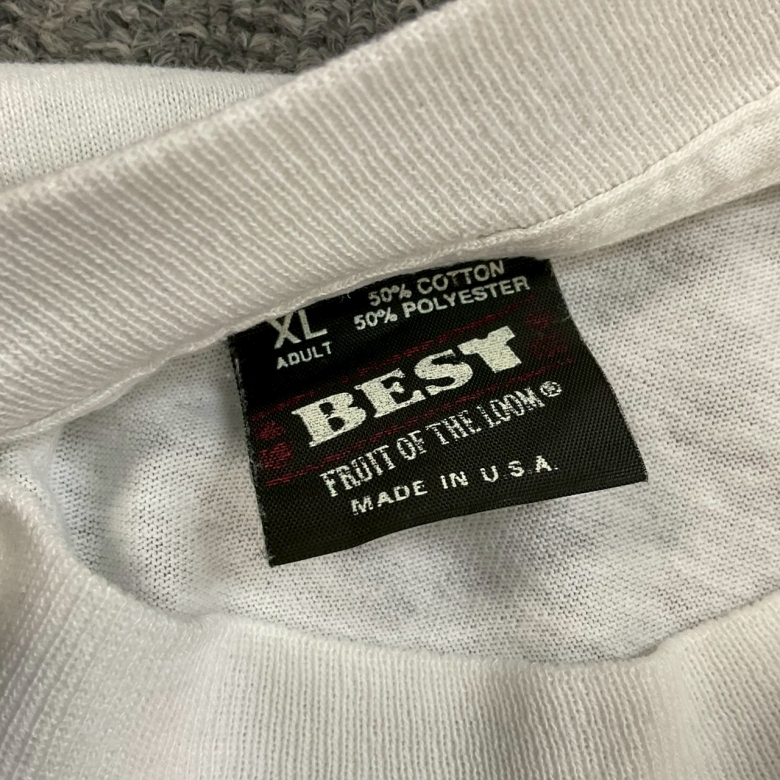 50% COTTON
XL 50% POLYESTER
ADULT
BEST
FRUIT OF THE LOOM®
MADE IN U.S.A.